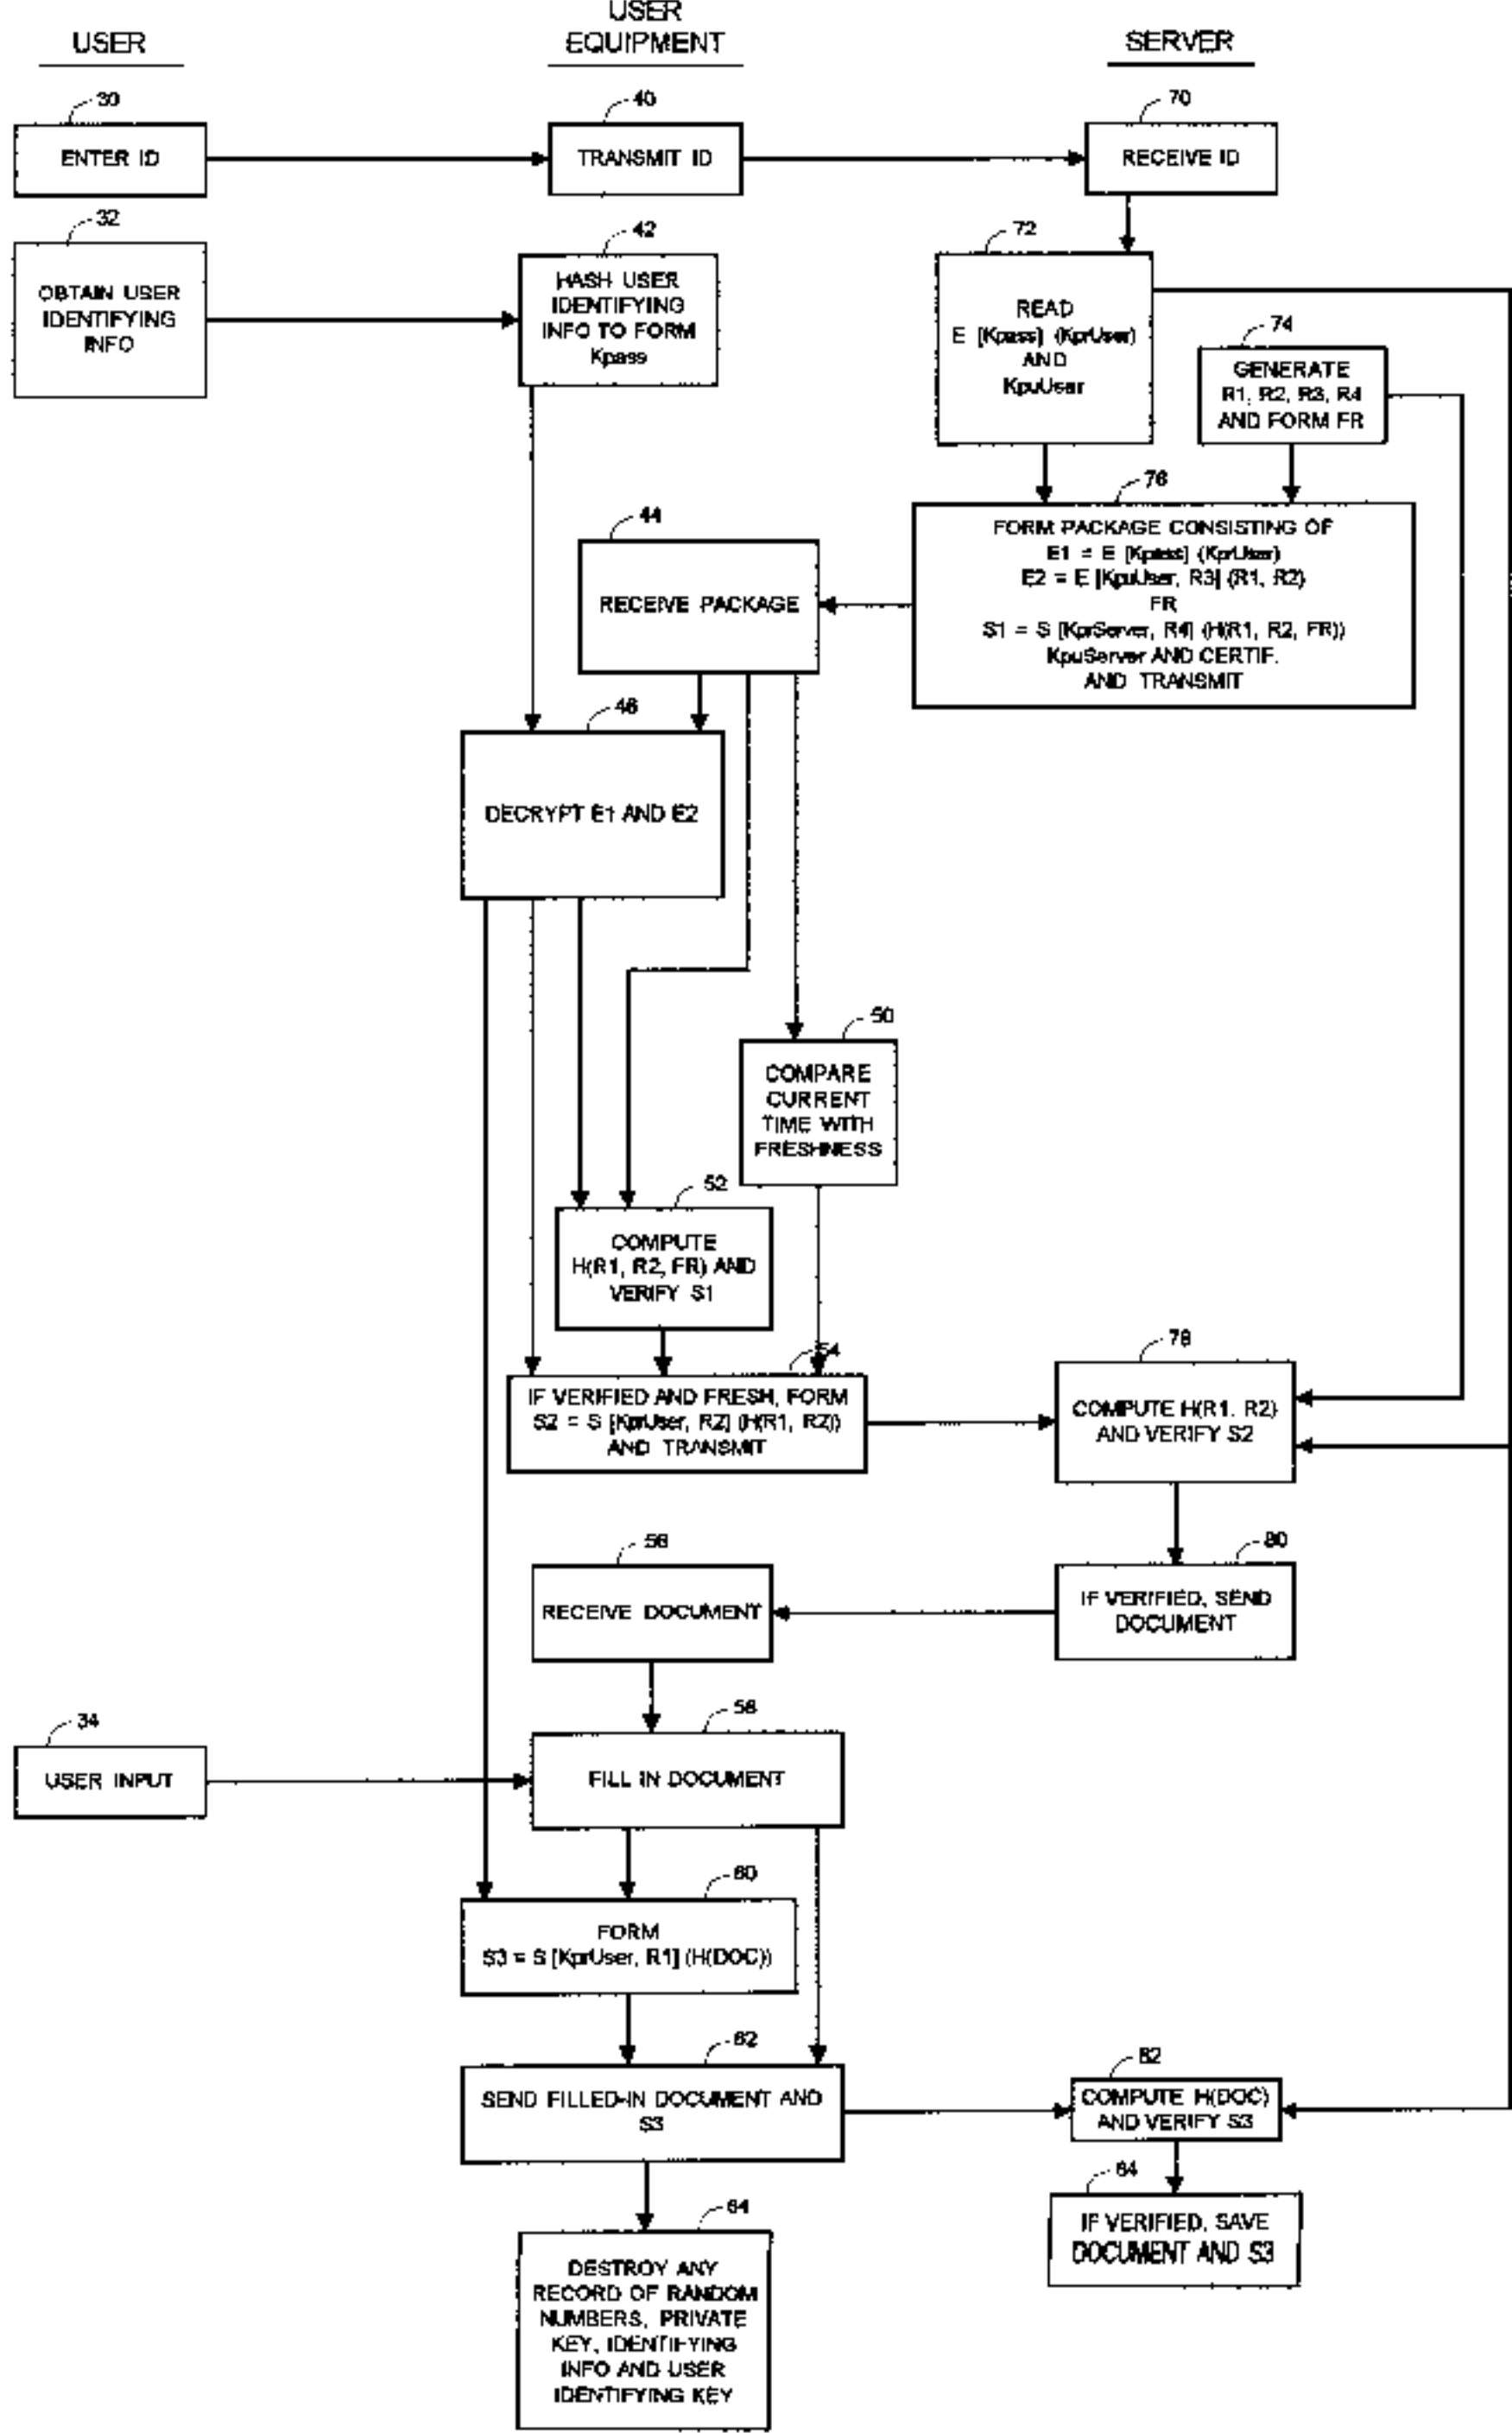 USER
USER
EQUIPMENT
SERVER
30
ENTER ID
40
TRANSMIT ID
70
RECEIVE ID
32
OBTAIN USER
IDENTIFYING
INFO
42
HASH USER
IDENTIFYING
INFO TO FORM
Kpass
72
READ
E [Kpass] (KprUser)
AND
KpuUser
74
GENERATE
R1, R2, R3, R4
AND FORM FR
76
FORM PACKAGE CONSISTING OF
E1 = E [Kpass] (KprUser)
E2 = E [KpuUser, R3] (R1, R2)
FR
S1 = S [KprServer, R4] (H(R1, R2, FR))
KpuServer AND CERTIF.
AND TRANSMIT
44
RECEIVE PACKAGE
46
DECRYPT E1 AND E2
50
COMPARE
CURRENT
TIME WITH
FRESHNESS
52
COMPUTE
H(R1, R2, FR) AND
VERIFY S1
54
IF VERIFIED AND FRESH, FORM
S2 = S [KprUser, R2] (H(R1, R2))
AND TRANSMIT
78
COMPUTE H(R1. R2)
AND VERIFY S2
80
IF VERIFIED, SEND
DOCUMENT
56
RECEIVE DOCUMENT
34
USER INPUT
58
FILL IN DOCUMENT
60
FORM
S3 = S [KprUser, R1] (H(DOC))
62
SEND FILLED-IN DOCUMENT AND
S3
82
COMPUTE H(DOC)
AND VERIFY S3
84
IF VERIFIED, SAVE
DOCUMENT AND S3
64
DESTROY ANY
RECORD OF RANDOM
NUMBERS, PRIVATE
KEY, IDENTIFYING
INFO AND USER
IDENTIFYING KEY